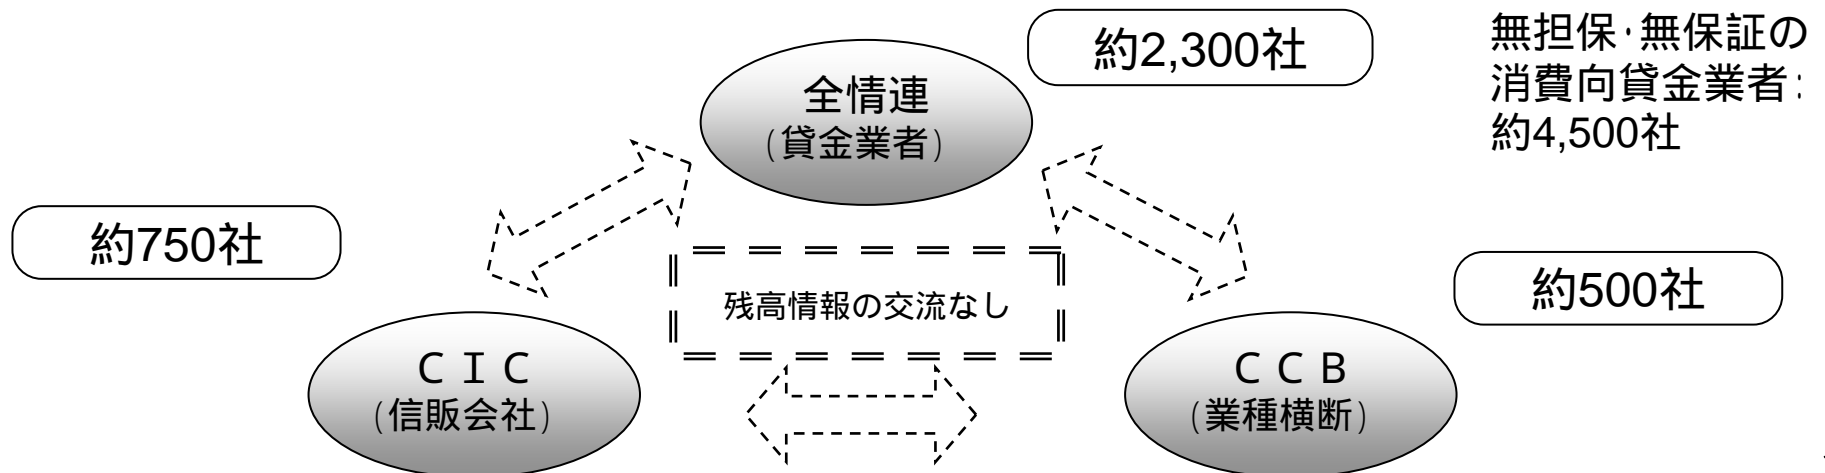 約2,300社
無担保・無保証の
消費向貸金業者:
約4,500社
全情連
(貸金業者)
約750社
約500社
残高情報の交流なし
ＣＩＣ
(信販会社)
ＣＣＢ
(業種横断)